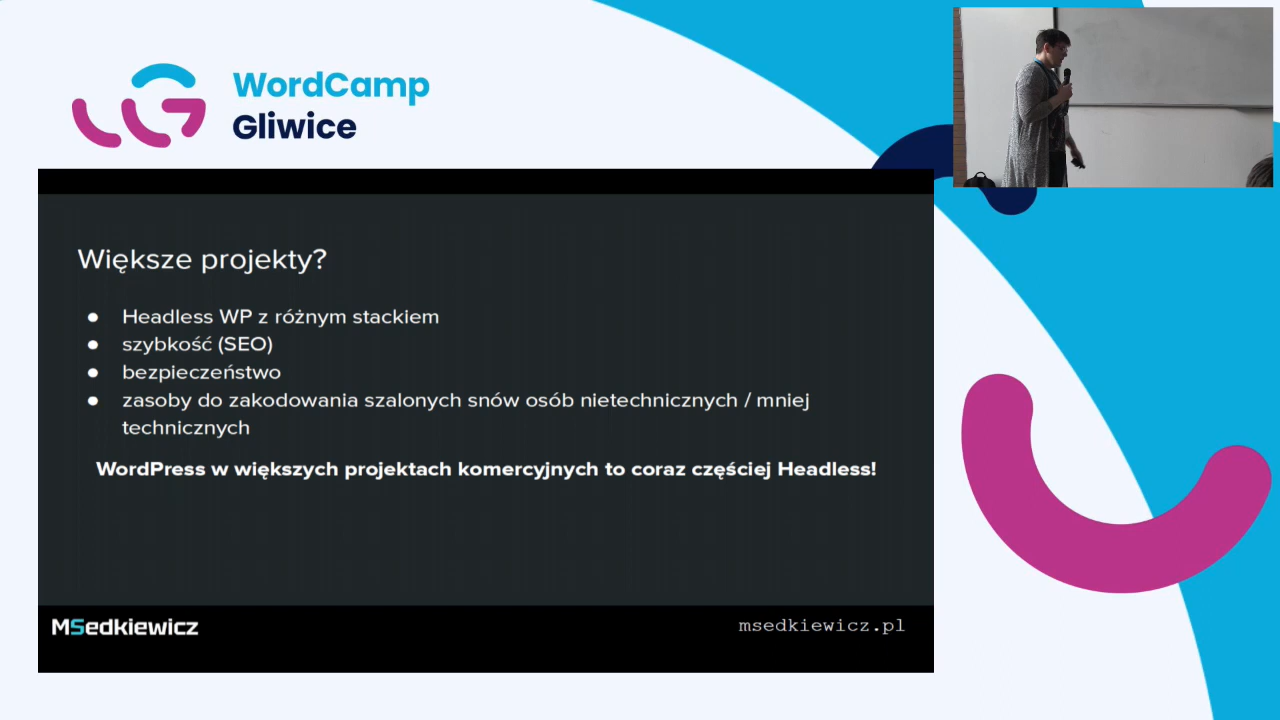 WordCamp
Gliwice
Większe projekty?
● Headless WP z różnym stackiem
● szybkość (SEO)
● bezpieczeństwo
● zasoby do zakodowania szalonych snów osób nietechnicznych / mniej
technicznych
WordPress w większych projektach komercyjnych to coraz częściej Headless!
MSedkiewicz
msedkiewicz.pl